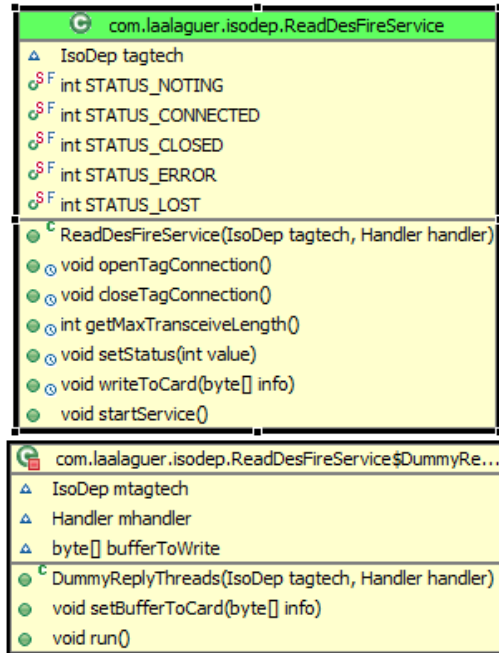 C com.laalaguer.isodep.ReadDesFireService
IsoDep tagtech
S F int STATUS_NOTING
S F int STATUS_CONNECTED
S F int STATUS_CLOSED
S F int STATUS_ERROR
S F int STATUS_LOST
C ReadDesFireService(IsoDep tagtech, Handler handler)
void openTagConnection()
void closeTagConnection()
int getMaxTransceiveLength()
void setStatus(int value)
void writeToCard(byte[] info)
void startService()
C com.laalaguer.isodep.ReadDesFireService$DummyRe...
IsoDep mtagtech
Handler mhandler
byte[] bufferToWrite
C DummyReplyThreads(IsoDep tagtech, Handler handler)
void setBufferToCard(byte[] info)
void run()